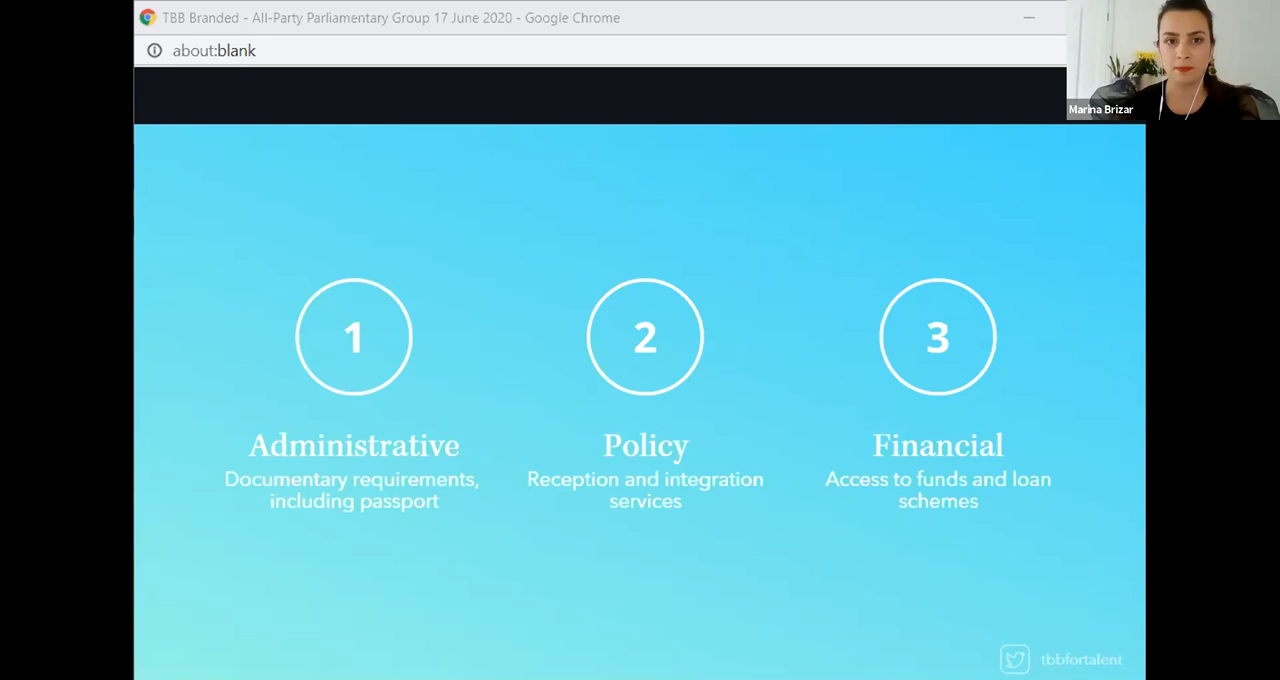 TBB Branded - All-Party Parliamentary Group 17 June 2020 - Google Chrome
about:blank
Marina Brizar
1
2
3
Administrative
Documentary requirements,
including passport
Policy
Reception and integration
services
Financial
Access to funds and loan
schemes
tbbfortalent